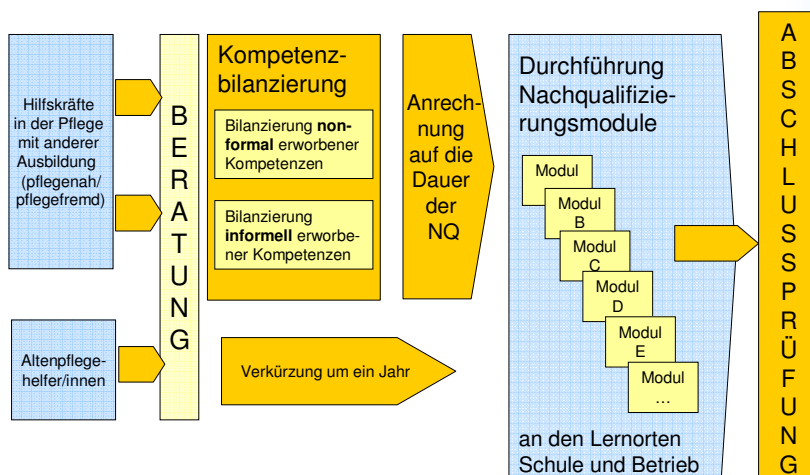 Hilfskräfte
in der Pflege
mit anderer
Ausbildung
(pflegenah/
pflegefremd)
Altenpflege-
helfer/innen
B
E
R
A
T
U
N
G
Kompetenz-
bilanzierung
Bilanzierung non-
formal erworbener
Kompetenzen
Bilanzierung
informell erworbe-
ner Kompetenzen
Verkürzung um ein Jahr
Anrech-
nung
auf die
Dauer
der
NQ
Durchführung
Nachqualifizie-
rungsmodule
Modul
Modul
B
Modul
C
Modul
D
Modul
E
Modul
…
an den Lernorten
Schule und Betrieb
A
B
S
C
H
L
U
S
S
P
R
Ü
F
U
N
G